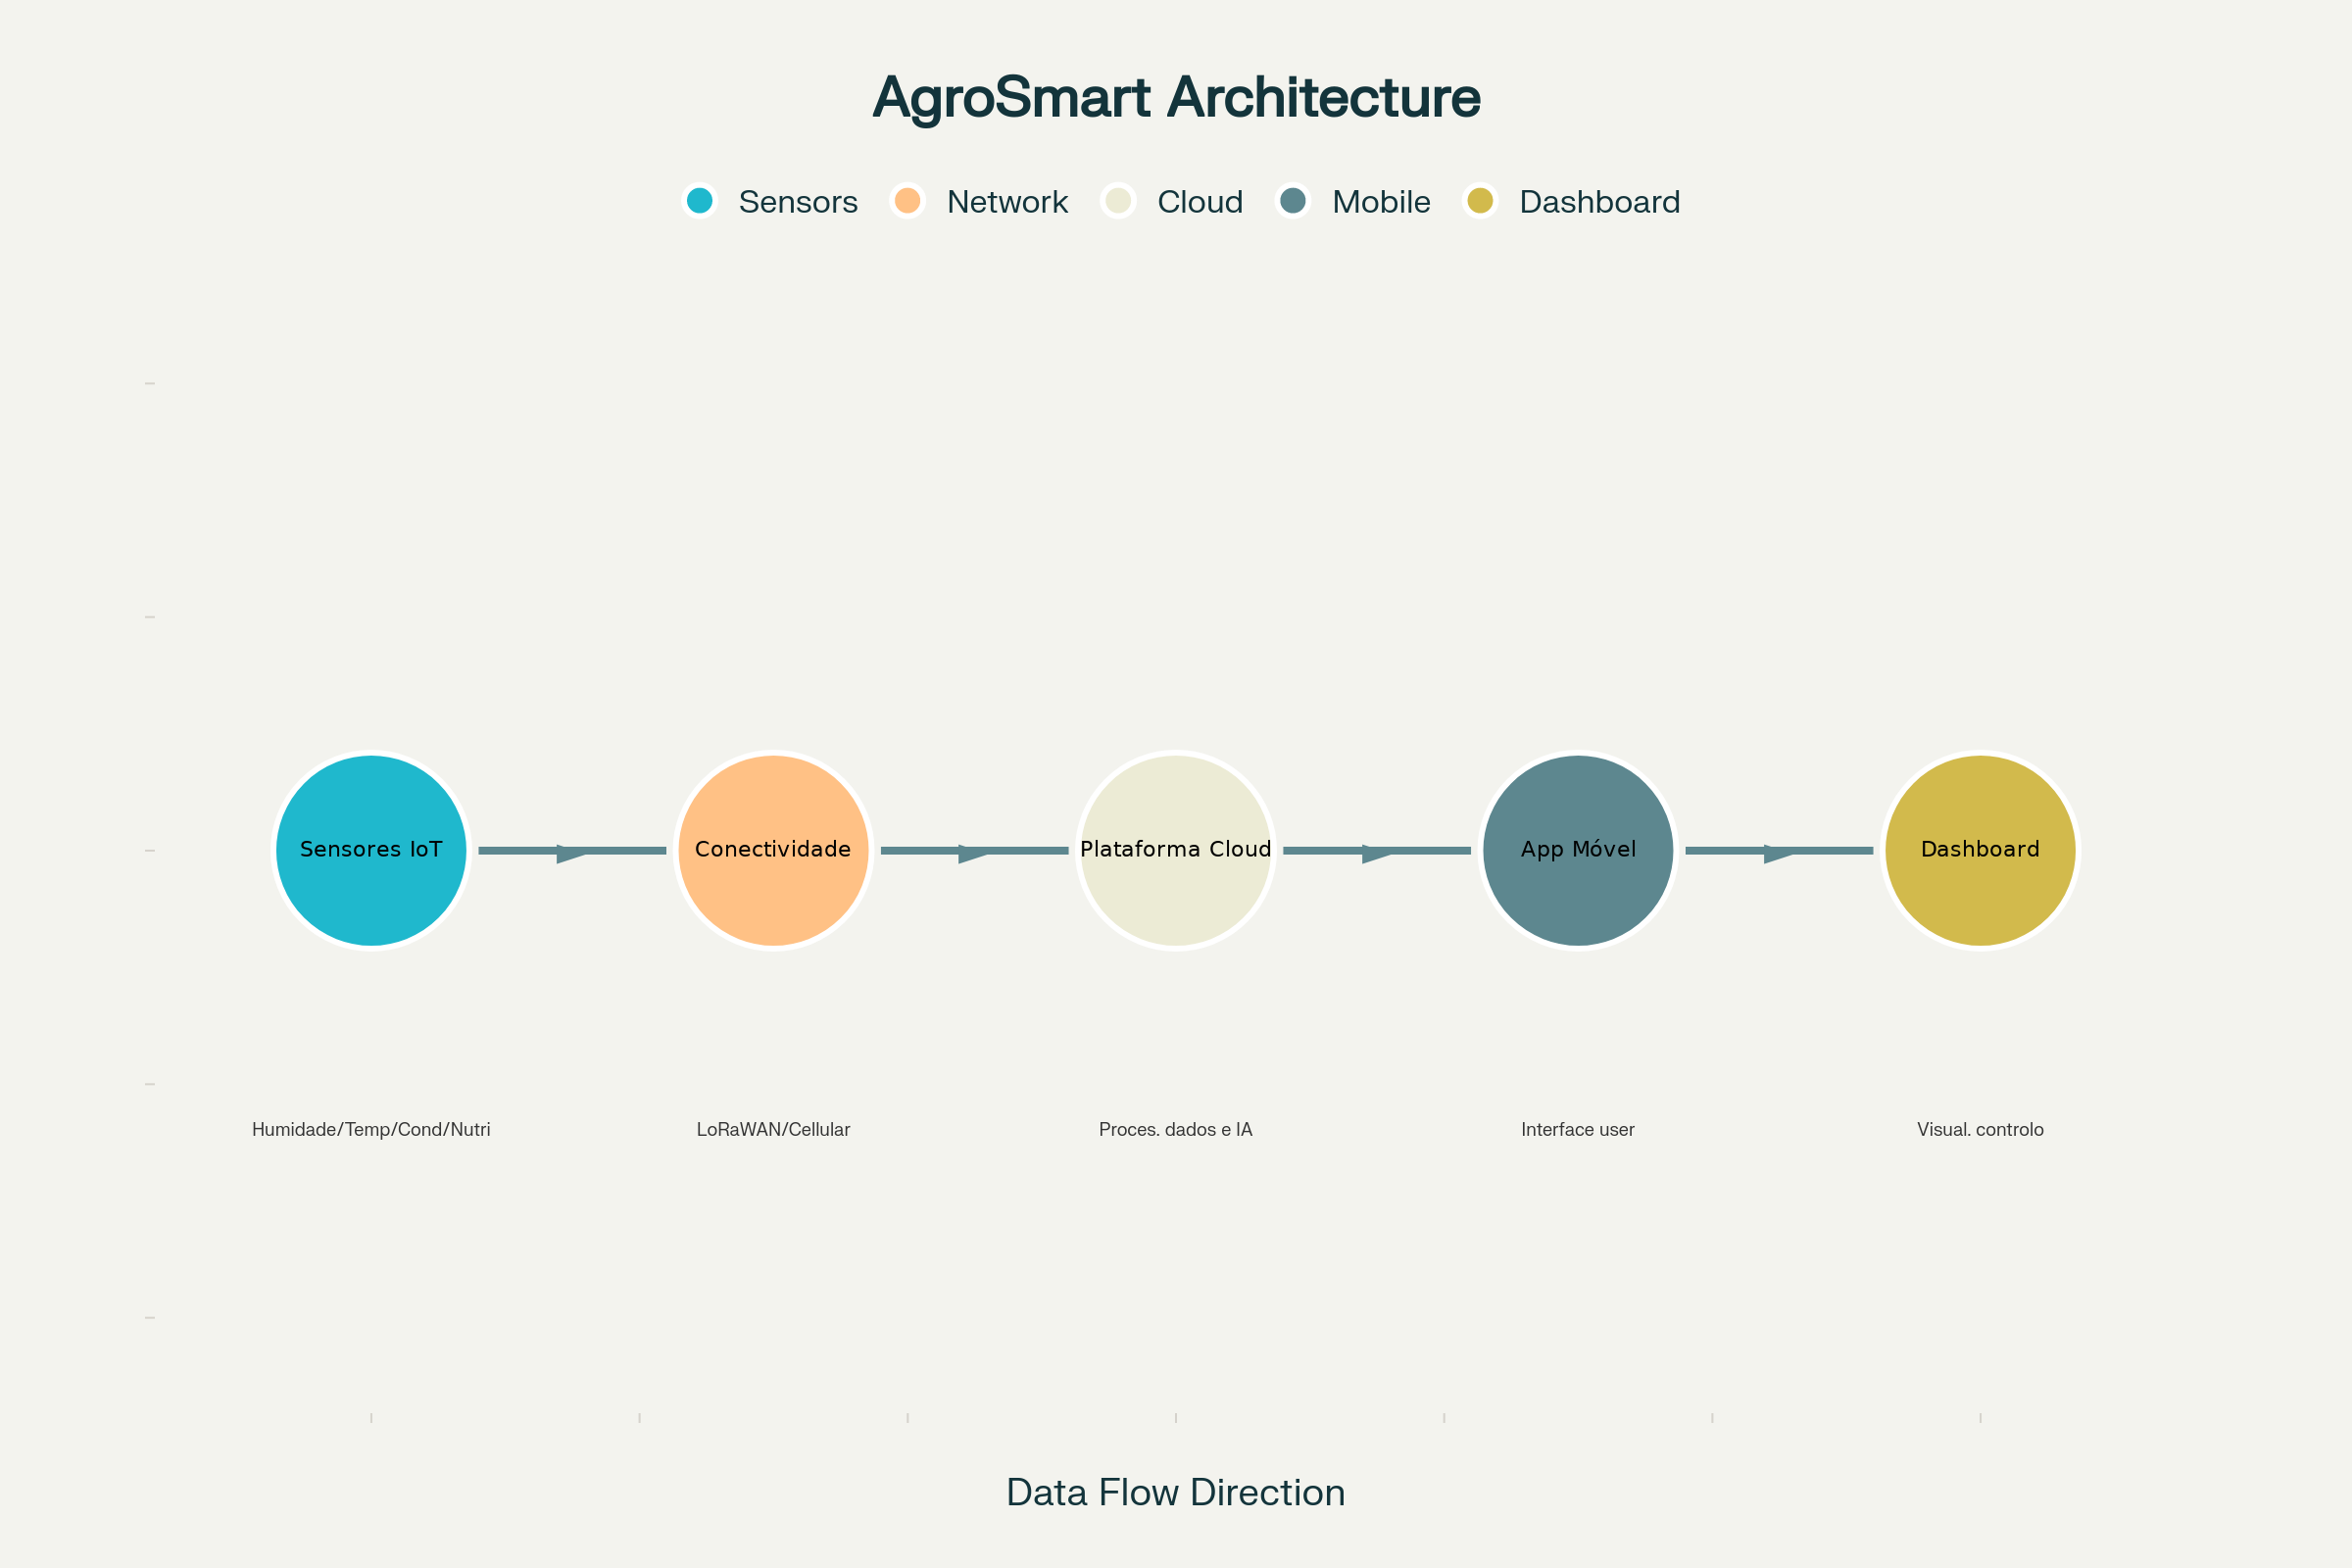 AgroSmart Architecture
Sensors Network Cloud Mobile Dashboard
Sensores IoT Conectividade Plataforma Cloud App Móvel Dashboard
Humidade/Temp/Cond/Nutri LoRaWAN/Cellular Proces. dados e IA Interface user Visual. controlo
Data Flow Direction